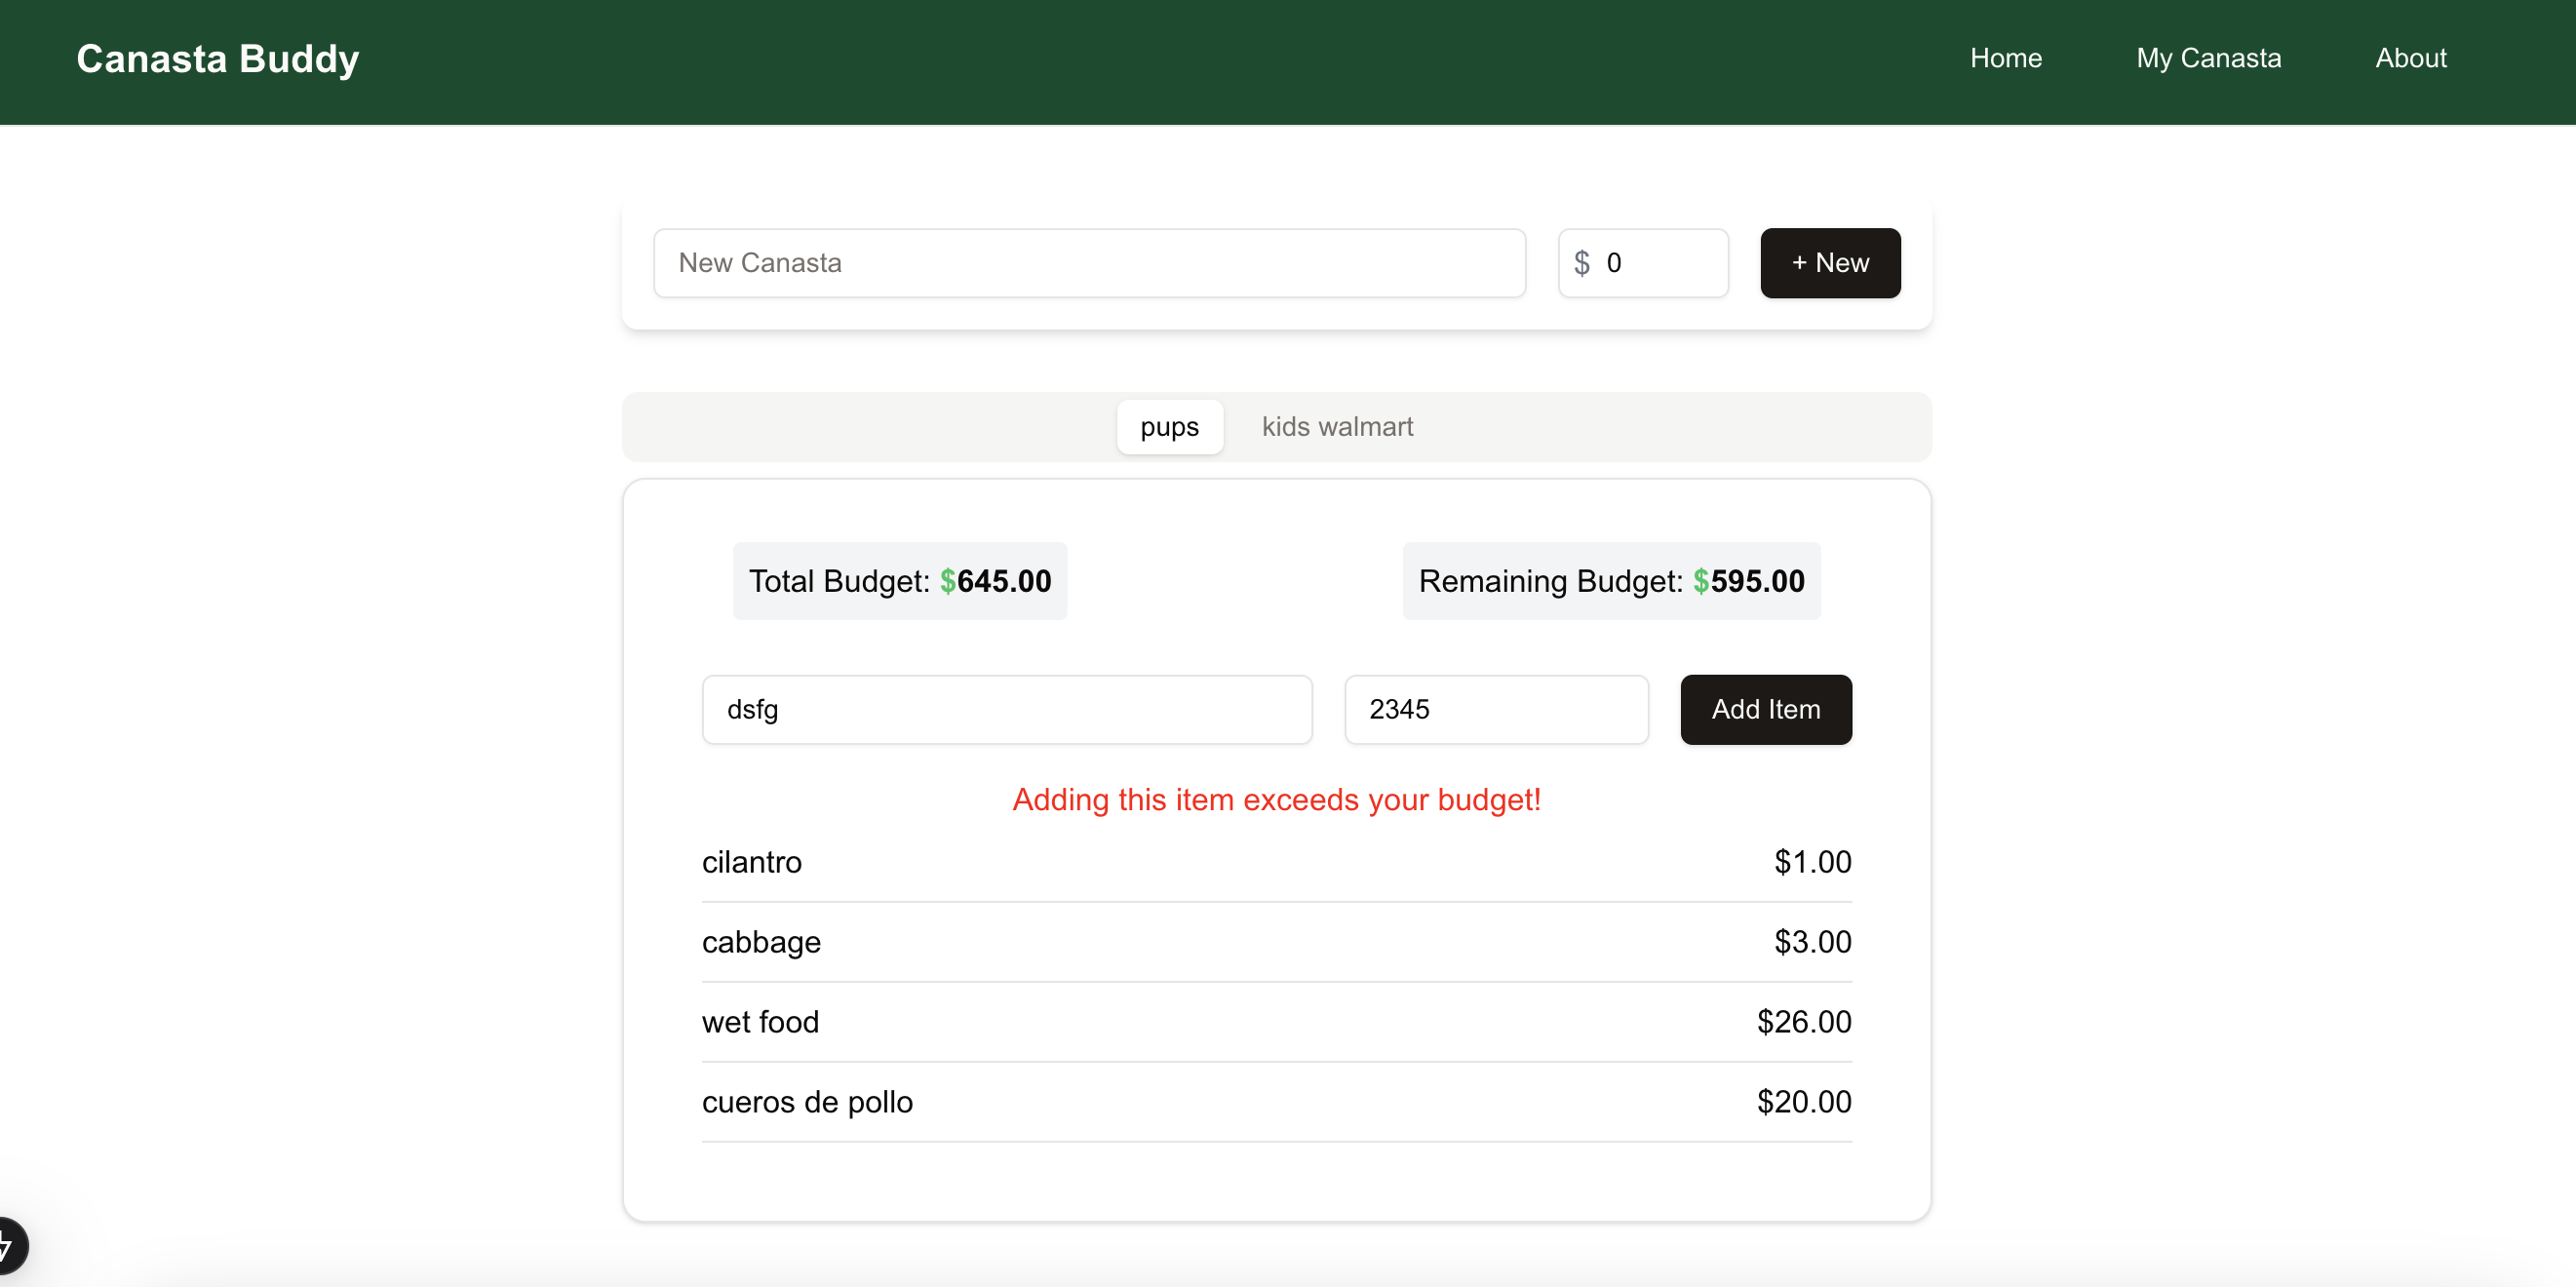 Canasta Buddy Home My Canasta About
New Canasta $ 0 + New
pups kids walmart
Total Budget: $645.00 Remaining Budget: $595.00
dsfg 2345 Add Item
Adding this item exceeds your budget!
cilantro $1.00
cabbage $3.00
wet food $26.00
cueros de pollo $20.00